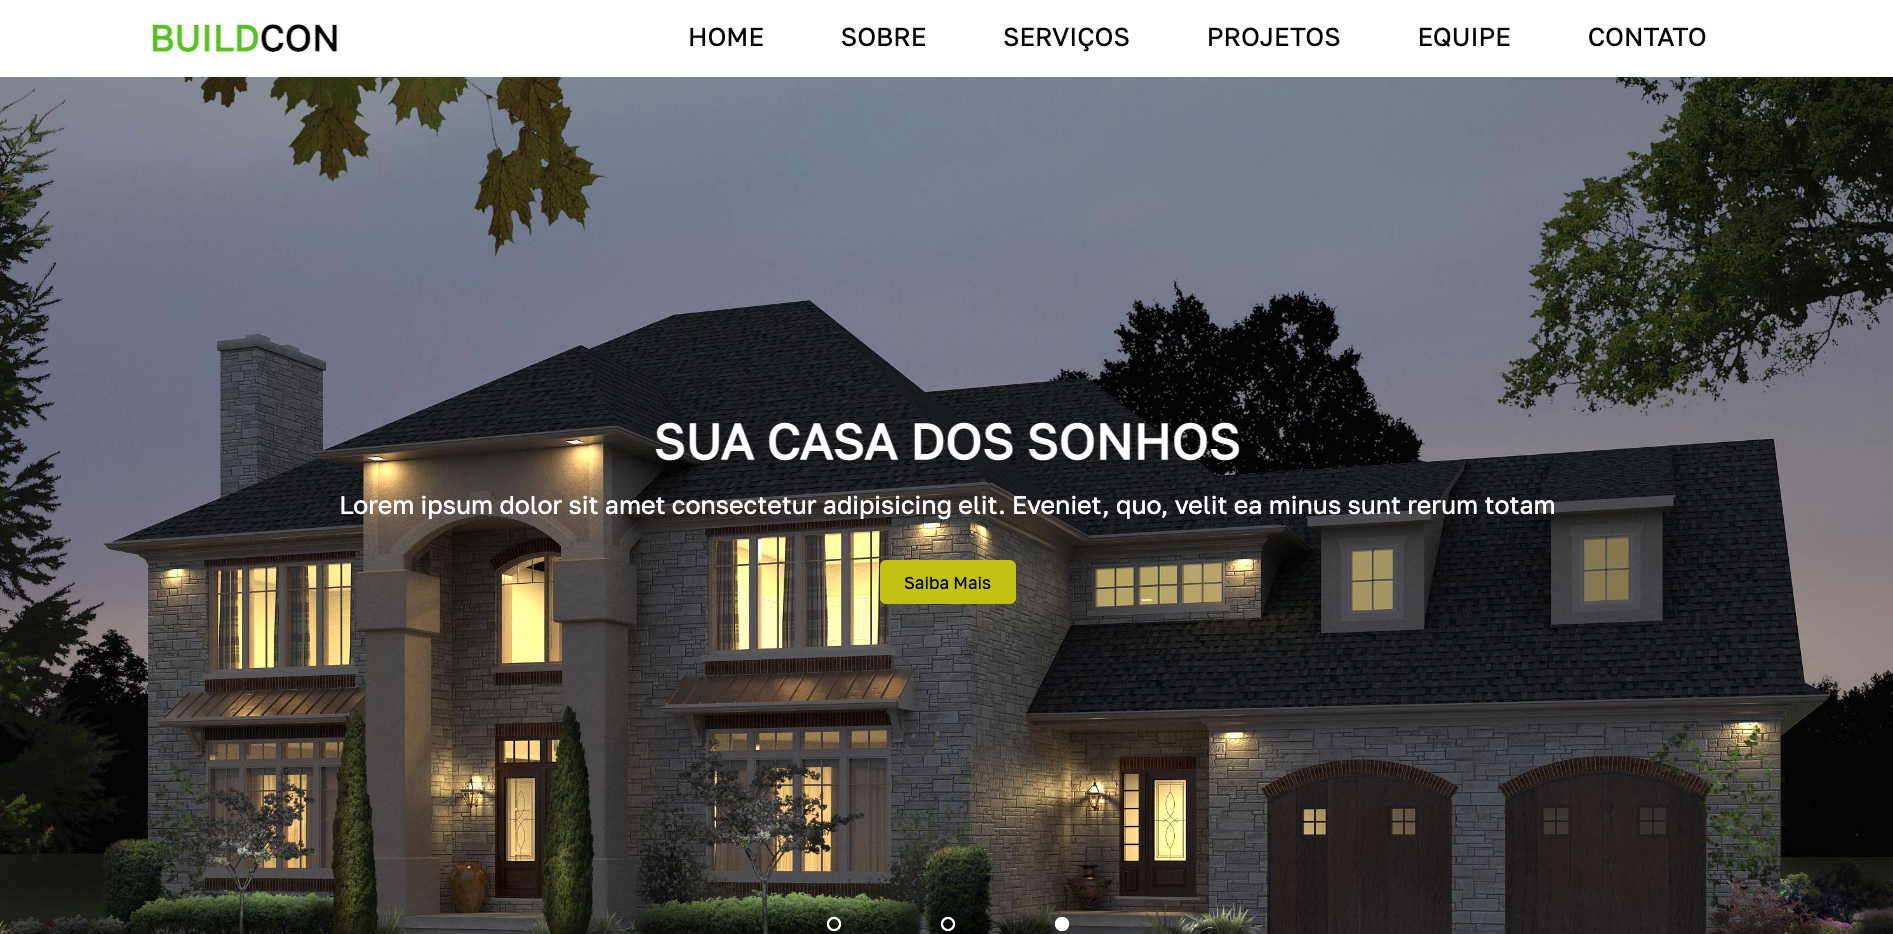 BUILDCON
HOME SOBRE SERVIÇOS PROJETOS EQUIPE CONTATO
SUA CASA DOS SONHOS
Lorem ipsum dolor sit amet consectetur adipisicing elit. Eveniet, quo, velit ea minus sunt rerum totam
Saiba Mais